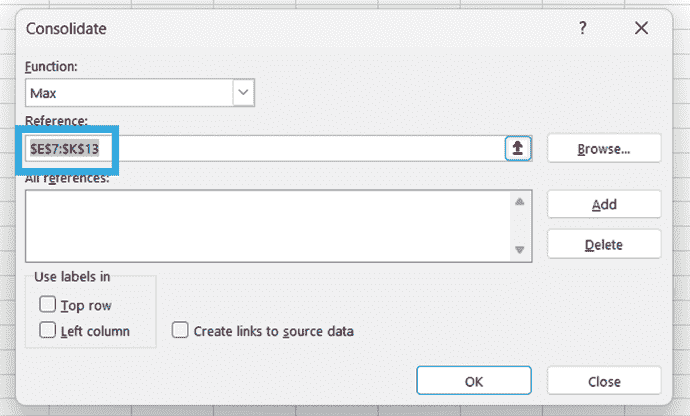 Consolidate
?
Function:
Max
Reference:
$E$7:$K$13
Browse...
All references:
Add
Delete
Use labels in
Top row
Left column
Create links to source data
OK
Close